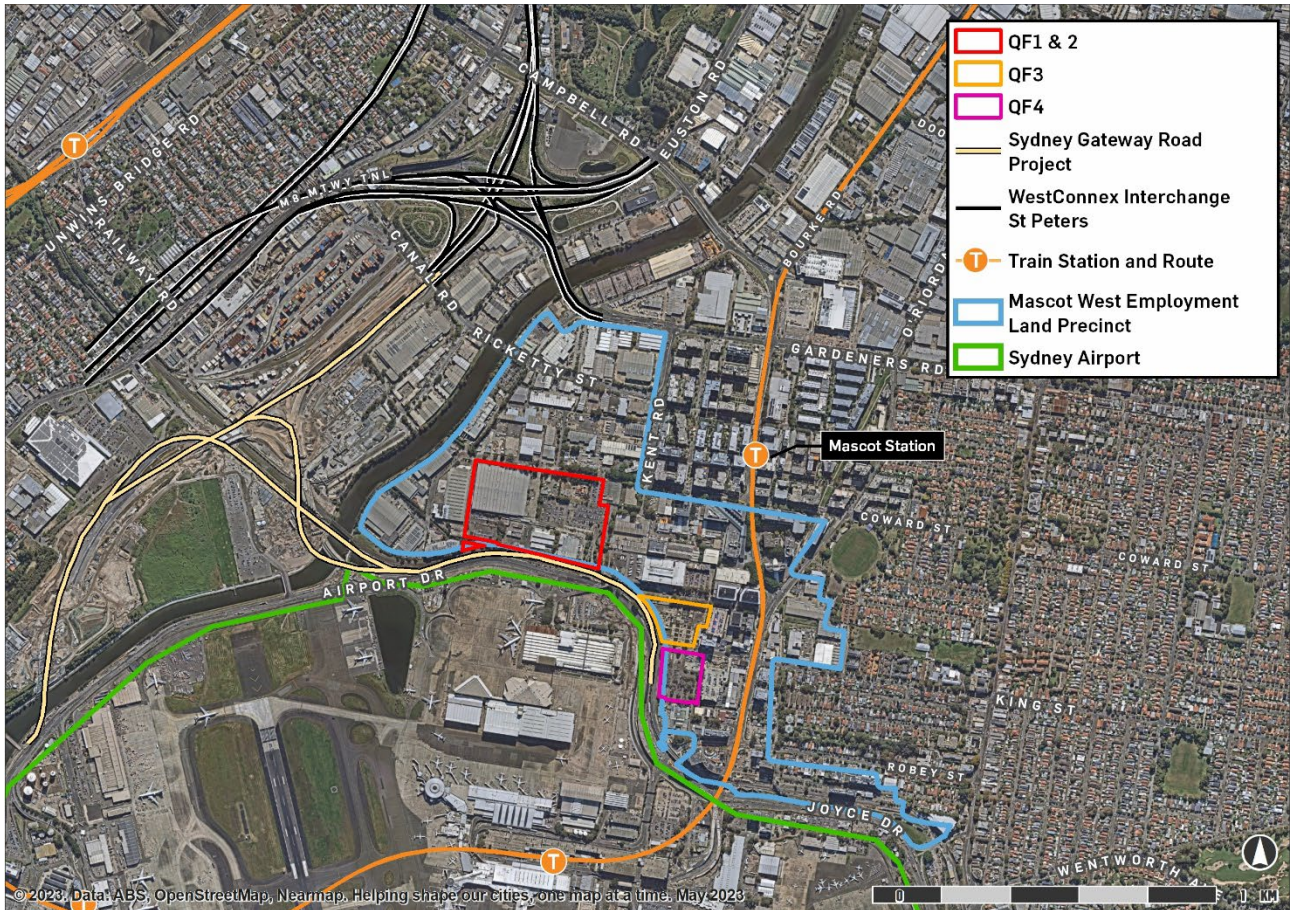 QF1 & 2
QF3
QF4
Sydney Gateway Road
Project
WestConnex Interchange
St Peters
T
Train Station and Route
Mascot West Employment
Land Precinct
Sydney Airport
CAMPBELL RD
EUSTON RD
T
UNWINS BRIDGE RD
RAILWAY RD
M8 MTWY TNL
CANAL RD
BOURKE RD
RICKETTY ST
GARDENERS RD
KENT RD
T
Mascot Station
COWARD ST
COWARD ST
AIRPORT DR
KING ST
ROBEY ST
JOYCE DR
T
T
© 2023. Data: ABS, OpenStreetMap, Nearmap. Helping shape our cities, one map at a time. May 2023
0
1 KM